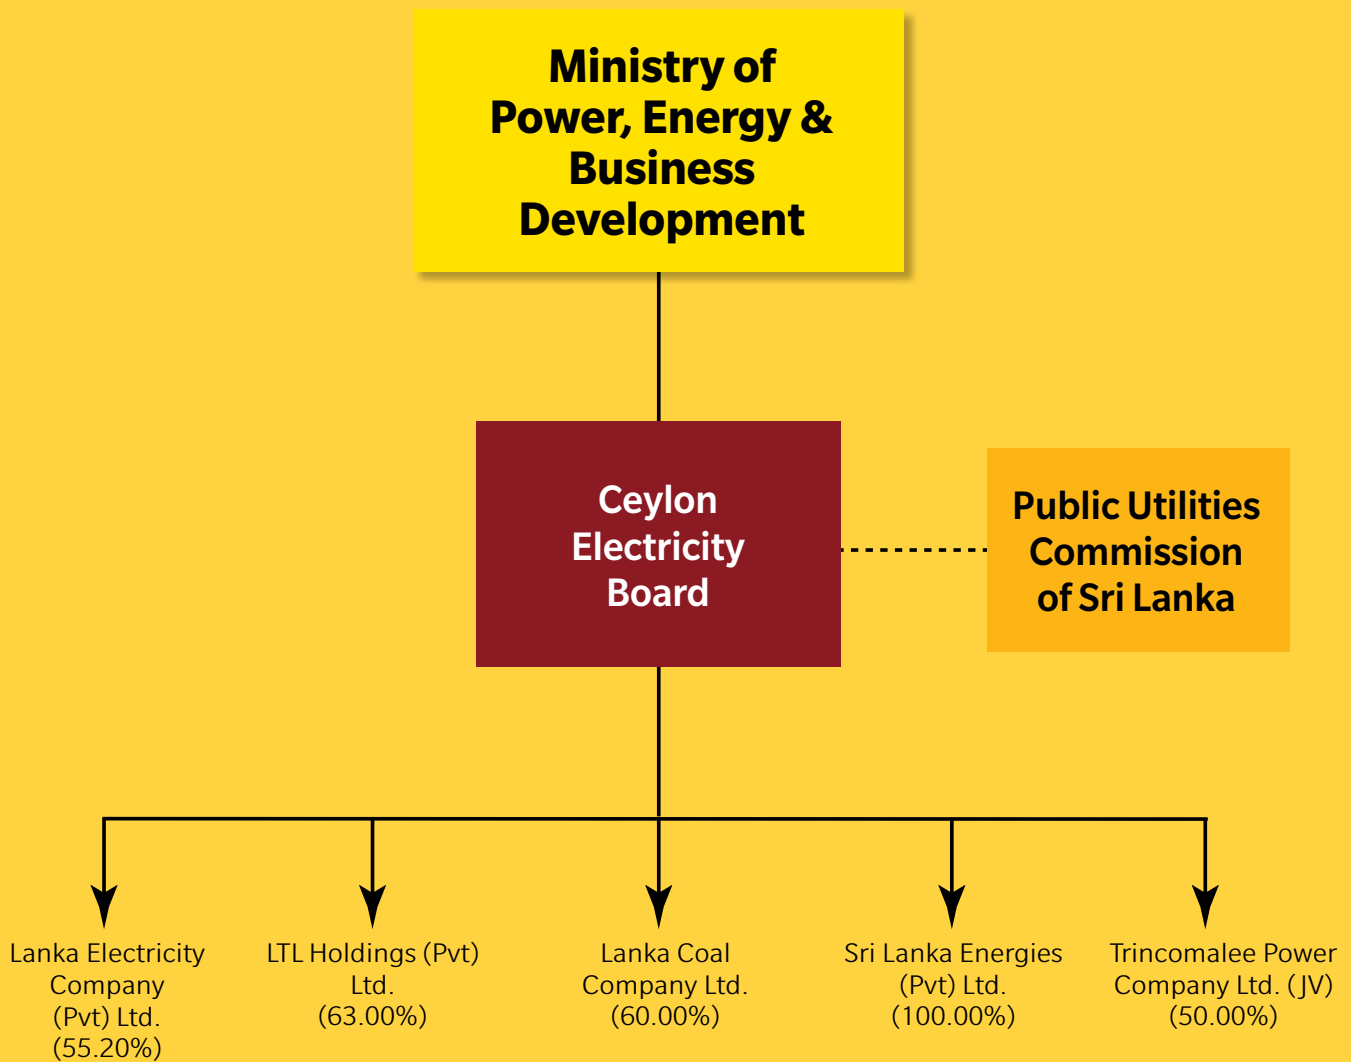 Ministry of
Power, Energy &
Business
Development
Ceylon
Electricity
Board
Public Utilities
Commission
of Sri Lanka
Lanka Electricity
Company
(Pvt) Ltd.
(55.20%)
LTL Holdings (Pvt)
Ltd.
(63.00%)
Lanka Coal
Company Ltd.
(60.00%)
Sri Lanka Energies
(Pvt) Ltd.
(100.00%)
Trincomalee Power
Company Ltd. (JV)
(50.00%)